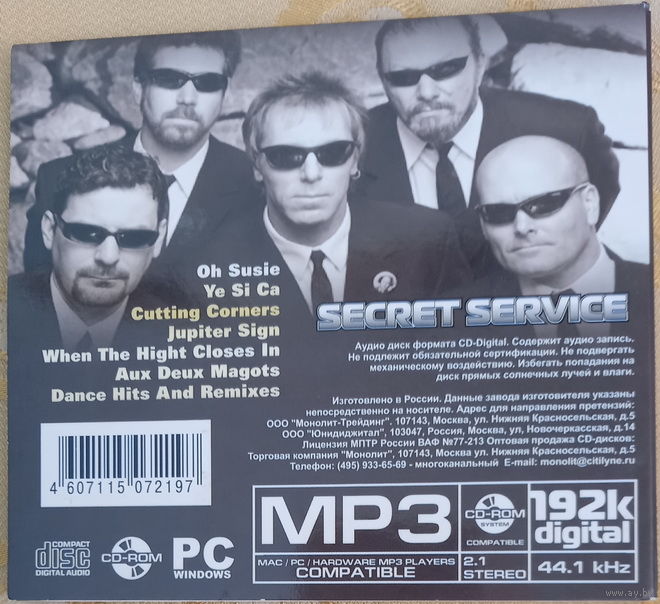 Oh Susie
Ye Si Ca
Cutting Corners
Jupiter Sign
When The Hight Closes In
Aux Deux Magots
Dance Hits And Remixes
SECRET SERVICE
Аудио диск формата CD-Digital. Содержит аудио запись.
Не подлежит обязательной сертификации. Не подвергать
механическому воздействию. Избегать попадания на
диск прямых солнечных лучей и влаги.
Изготовлено в России. Данные завода изготовителя указаны
непосредственно на носителе. Адрес для направления претензий:
ООО "Монолит-Трейдинг", 107143, Москва, ул. Нижняя Красносельская, д.5
ООО "Юнидиджитал", 103047, Россия, Москва, ул, Новочеркасская, д.14
Лицензия МПТР России ВАФ №77-213 Оптовая продажа CD-дисков:
Торговая компания "Монолит", 107143, Москва, ул. Нижняя Красносельская, д.5
Телефон: (495) 933-65-69 - многоканальный E-mail: monolit@citilyne.ru
4 607115 072197
COMPACT
disc
DIGITAL AUDIO
CD-ROM
PC
WINDOWS
MP3
MAC / PC / HARDWARE MP3 PLAYERS
COMPATIBLE
CD-ROM
SYSTEM
COMPATIBLE
2.1
STEREO
192k
digital
44.1 kHz